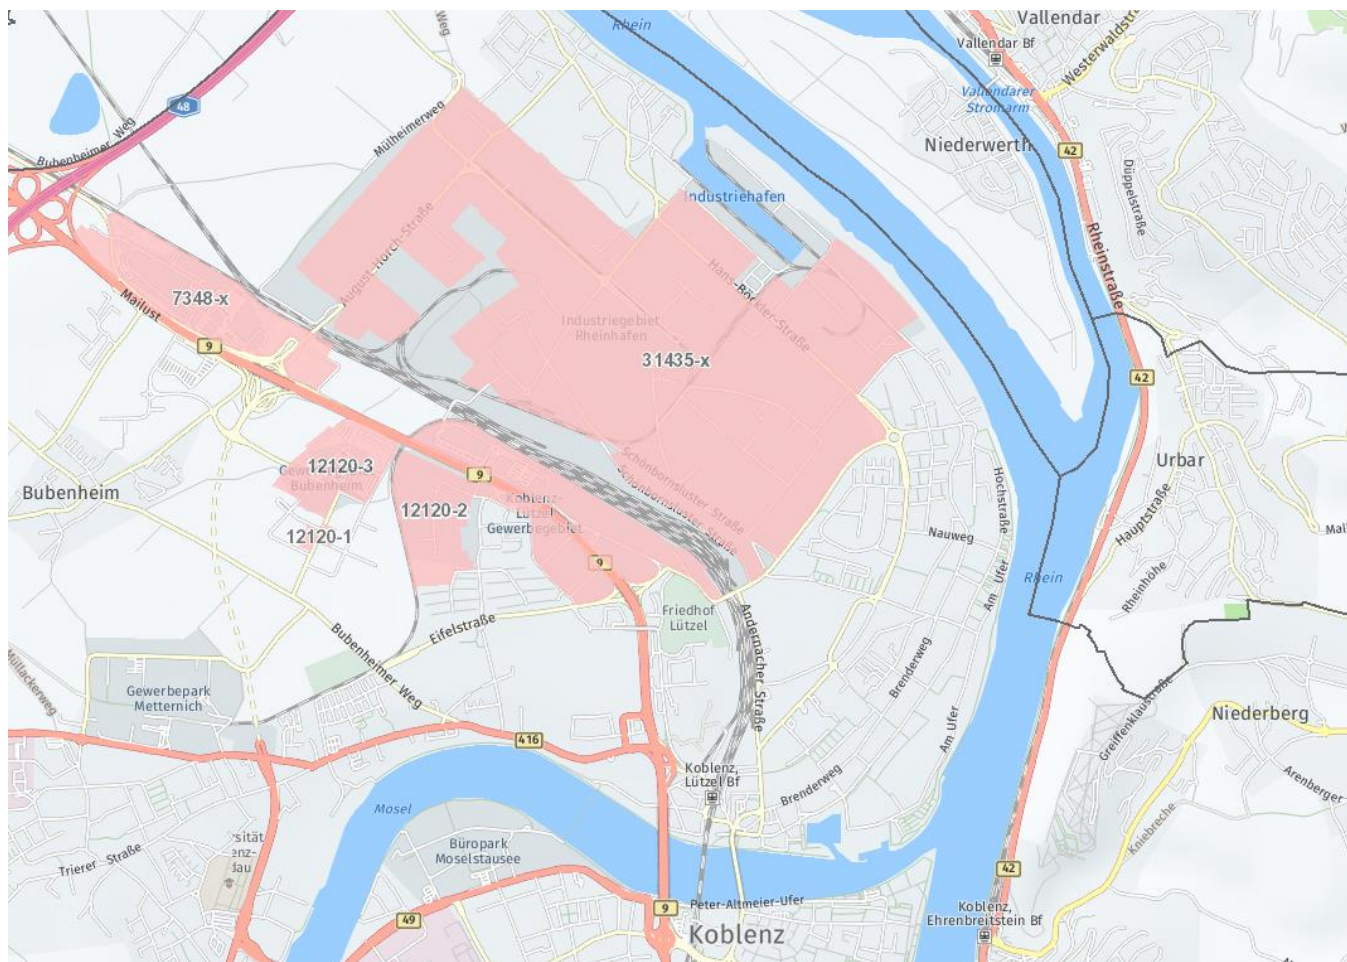 Weg
Rhein
Vallendar
Vallendar Bf
Westerwaldstr
48
Vallendarer
Stromarm
Bubenheimer Weg
Mülheimerweg
Niederwerth
42
Düppelstraße
Industriehafen
Rheinstraße
August-Horch-Straße
Hans-Böckler-Straße
7348-x
Mailust
9
Industriegebiet
Rheinhafen
31435-x
42
Schönbornsluster Straße
Schönbornsluster-Straße
12120-3
Bubenheim
9
Bubenheim
Urbar
Hochstraße
12120-2
Koblenz-
Lützel
Gewerbegebiet
12120-1
Hauptstraße
Nauweg
Rheinhöhe
9
Rhein
Am Ufer
Friedhof
Lützel
Andernacher Straße
Eifelstraße
Bubenheimer Weg
Brenderweg
Gewerbepark
Metternich
Greiffenklaustraße
Niederberg
416
Am Ufer
Koblenz,
Lützel Bf
Brenderweg
Arenberger
Mosel
Kniebreche
Büropark
Moselstausee
Trierer Straße
42
Peter-Altmeier-Ufer
9
49
Koblenz,
Ehrenbreitstein Bf
Koblenz